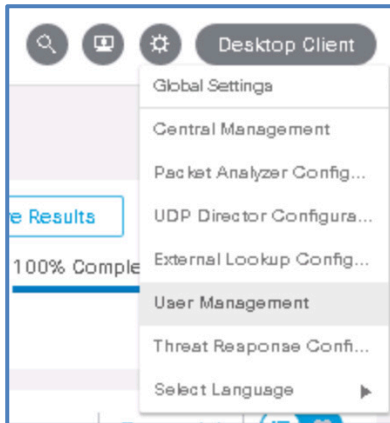 Desktop Client
Global Settings
Central Management
Packet Analyzer Config...
UDP Director Configura...
e Results
External Lookup Config...
100% Comple
User Management
Threat Response Confi...
Select Language